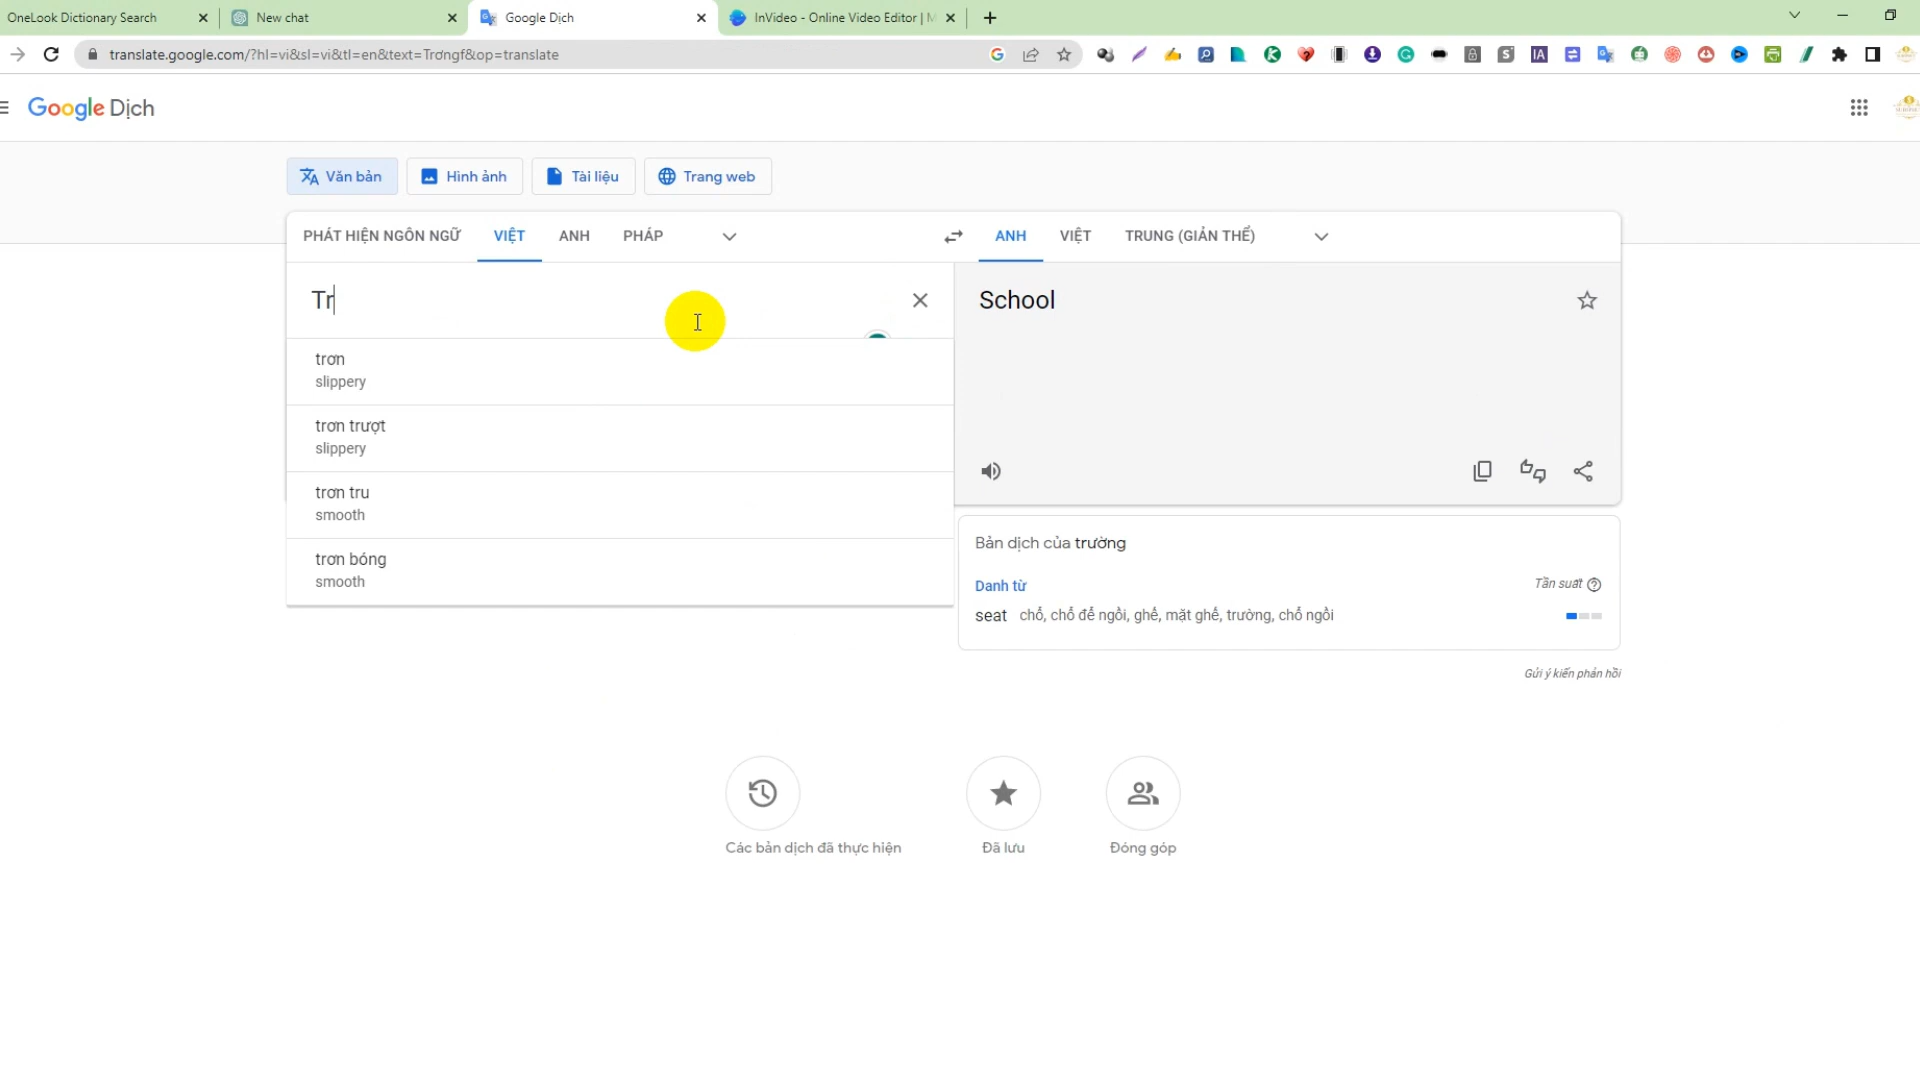 OneLook Dictionary Search
New chat
Google Dịch
InVideo - Online Video Editor | M
translate.google.com/?hl=vi&sl=vi&tl=en&text=Trơngf&op=translate
Google Dịch
Văn bản
Hình ảnh
Tài liệu
Trang web
PHÁT HIỆN NGÔN NGỮ
VIỆT
ANH
PHÁP
ANH
VIỆT
TRUNG (GIẢN THỂ)
Tr
School
trơn
slippery
trơn trượt
slippery
trơn tru
smooth
trơn bóng
smooth
Bản dịch của trường
Danh từ
Tần suất
seat chỗ, chỗ để ngồi, ghế, mặt ghế, trường, chổ ngồi
Gửi ý kiến phản hồi
Các bản dịch đã thực hiện
Đã lưu
Đóng góp